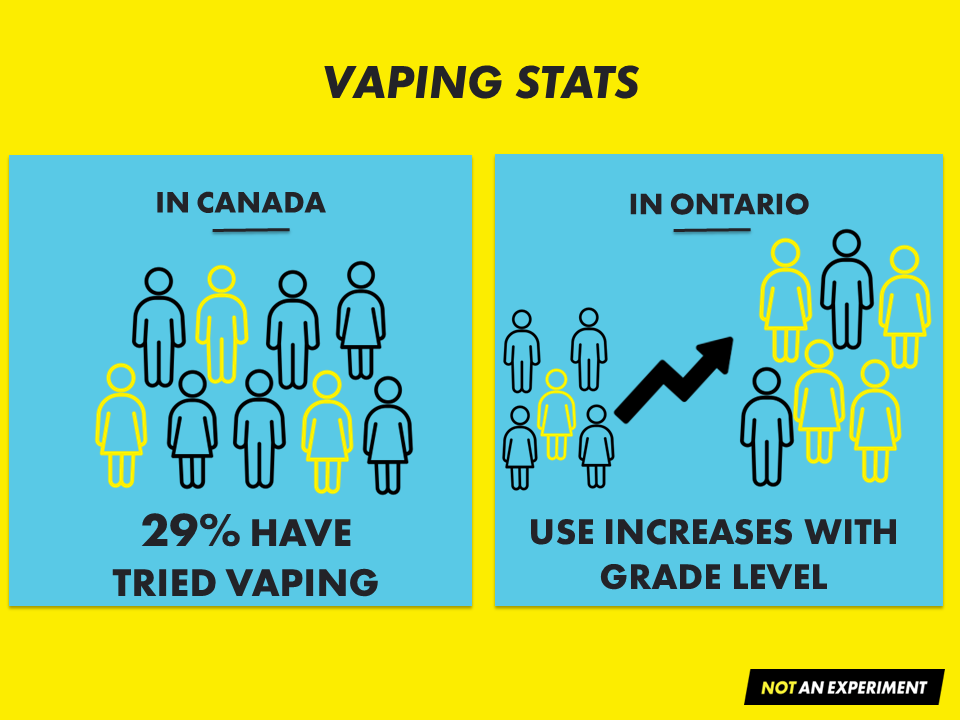 VAPING STATS
IN CANADA
29% HAVE
TRIED VAPING
IN ONTARIO
USE INCREASES WITH
GRADE LEVEL
NOT AN EXPERIMENT